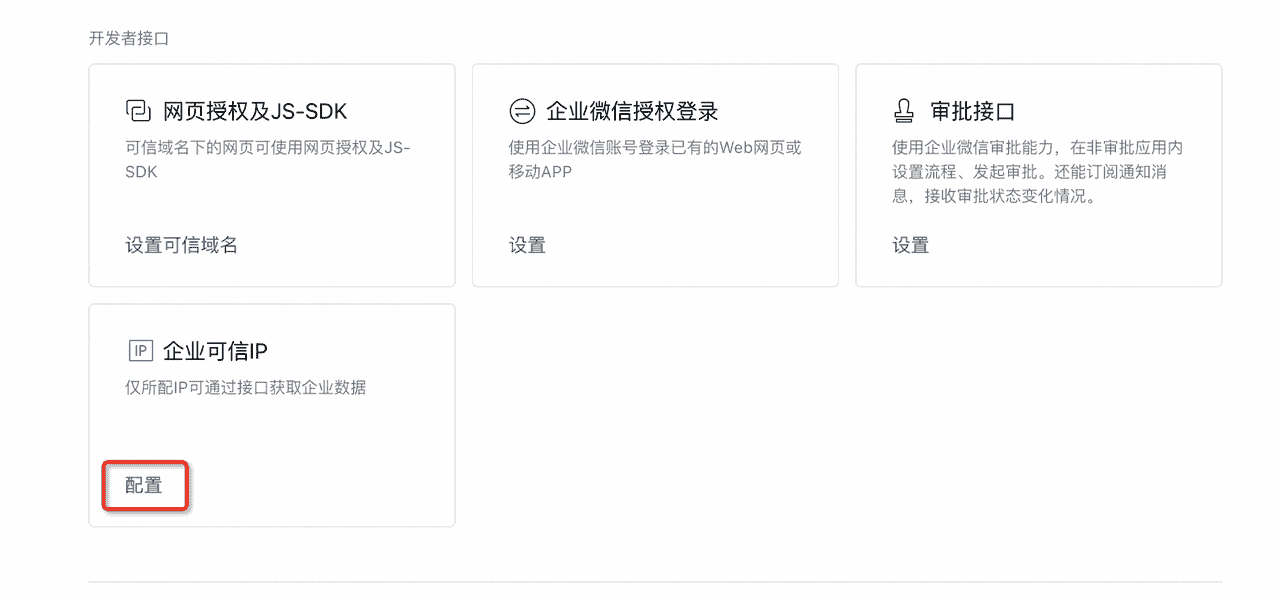 开发者接口
网页授权及JS-SDK
可信域名下的网页可使用网页授权及JS-
SDK
设置可信域名
企业微信授权登录
使用企业微信账号登录已有的Web网页或
移动APP
设置
审批接口
使用企业微信审批能力，在非审批应用内
设置流程、发起审批。还能订阅通知消
息，接收审批状态变化情况。
设置
IP 企业可信IP
仅所配IP可通过接口获取企业数据
配置